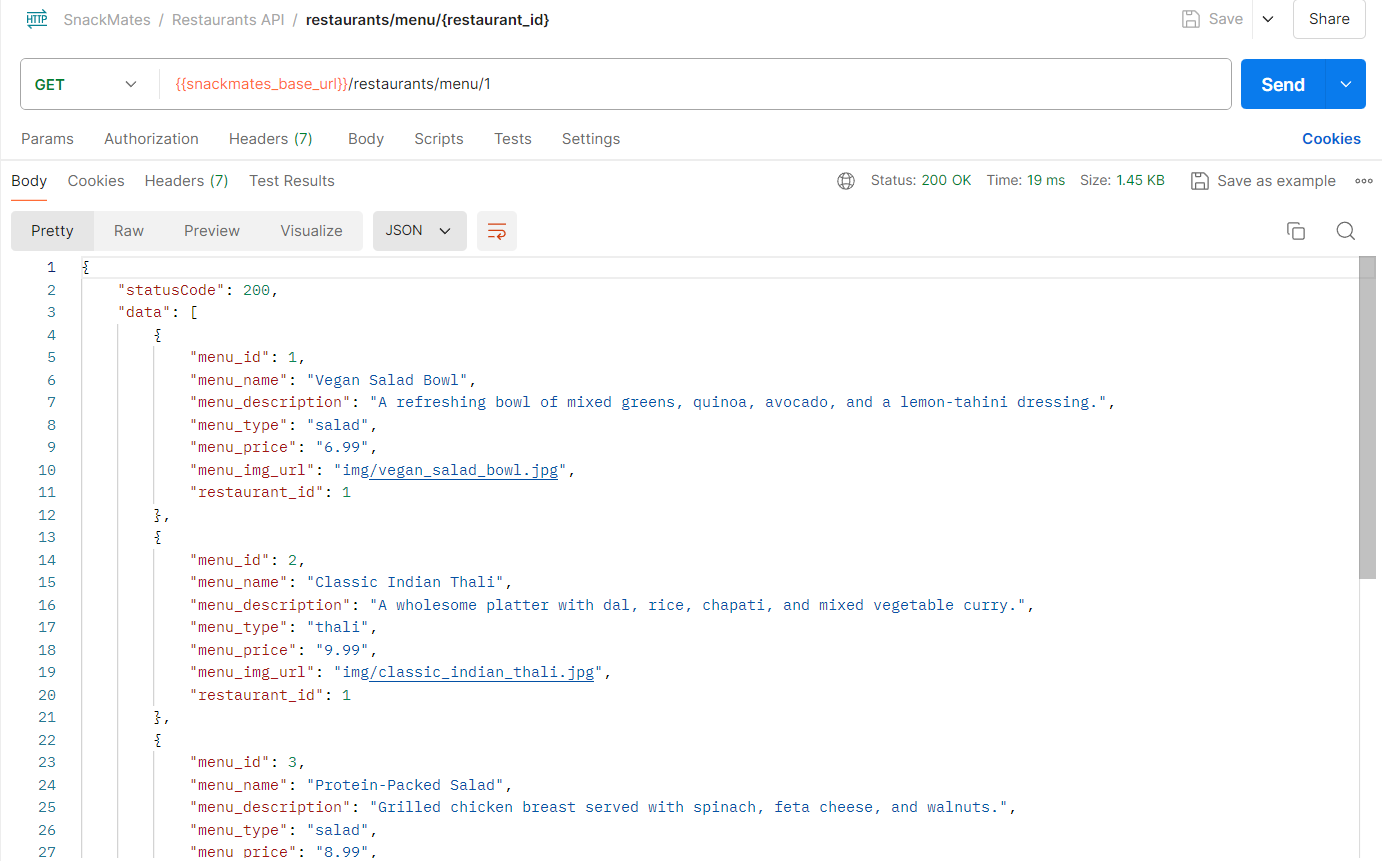 HTTP SnackMates / Restaurants API / restaurants/menu/{restaurant_id} Save Share
GET {{snackmates_base_url}}/restaurants/menu/1 Send
Params Authorization Headers (7) Body Scripts Tests Settings Cookies
Body Cookies Headers (7) Test Results Status: 200 OK Time: 19 ms Size: 1.45 KB Save as example
Pretty Raw Preview Visualize JSON
1 {
2 "statusCode": 200,
3 "data": [
4 {
5 "menu_id": 1,
6 "menu_name": "Vegan Salad Bowl",
7 "menu_description": "A refreshing bowl of mixed greens, quinoa, avocado, and a lemon-tahini dressing.",
8 "menu_type": "salad",
9 "menu_price": "6.99",
10 "menu_img_url": "img/vegan_salad_bowl.jpg",
11 "restaurant_id": 1
12 },
13 {
14 "menu_id": 2,
15 "menu_name": "Classic Indian Thali",
16 "menu_description": "A wholesome platter with dal, rice, chapati, and mixed vegetable curry.",
17 "menu_type": "thali",
18 "menu_price": "9.99",
19 "menu_img_url": "img/classic_indian_thali.jpg",
20 "restaurant_id": 1
21 },
22 {
23 "menu_id": 3,
24 "menu_name": "Protein-Packed Salad",
25 "menu_description": "Grilled chicken breast served with spinach, feta cheese, and walnuts.",
26 "menu_type": "salad",
27 "menu_price": "8.99",